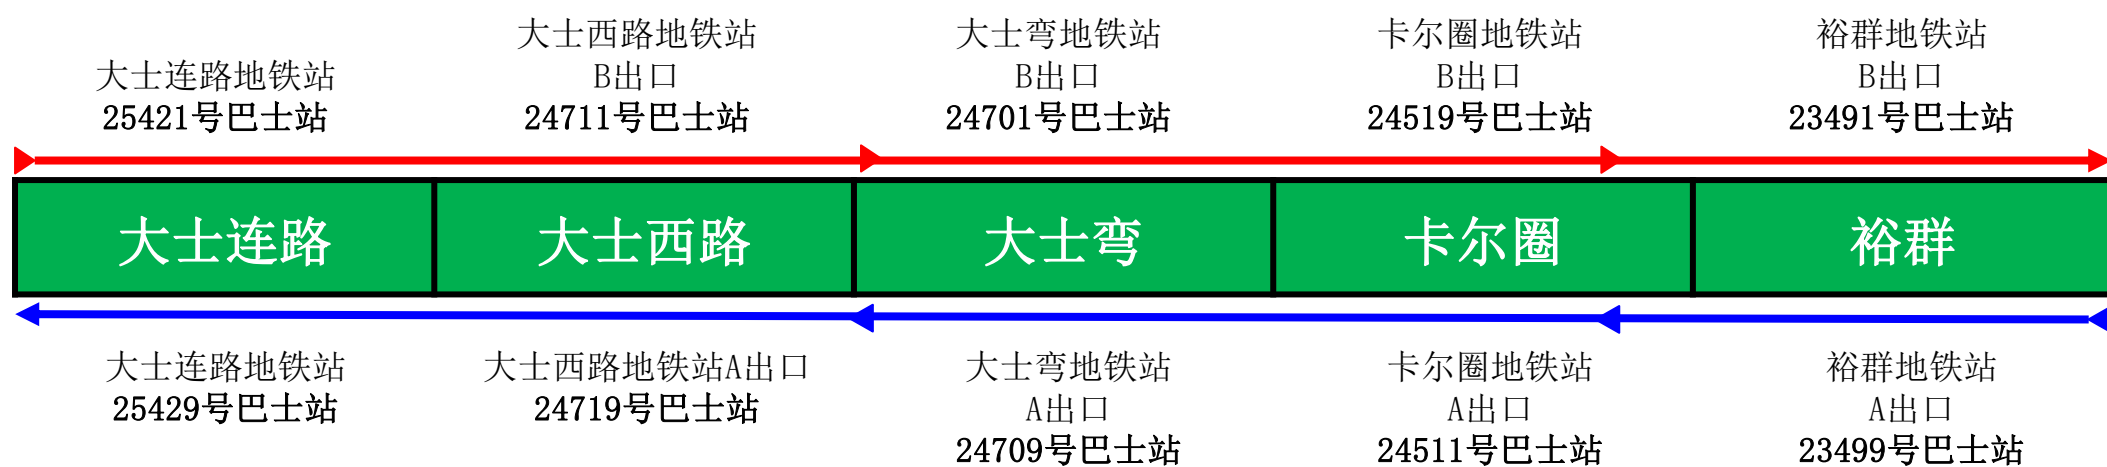 大士连路地铁站
25421号巴士站
大士西路地铁站
B出口
24711号巴士站
大士弯地铁站
B出口
24701号巴士站
卡尔圈地铁站
B出口
24519号巴士站
裕群地铁站
B出口
23491号巴士站
大士连路
大士西路
大士弯
卡尔圈
裕群
大士连路地铁站
25429号巴士站
大士西路地铁站A出口
24719号巴士站
大士弯地铁站
A出口
24709号巴士站
卡尔圈地铁站
A出口
24511号巴士站
裕群地铁站
A出口
23499号巴士站